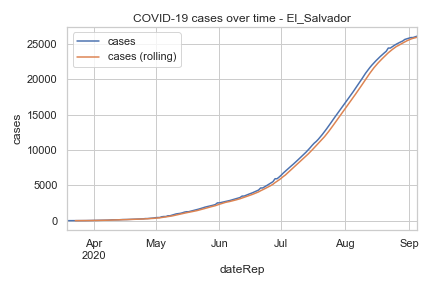 COVID-19 cases over time - El_Salvador
cases
cases (rolling)
25000
20000
15000
10000
5000
0
cases
Apr
2020
May
Jun
Jul
Aug
Sep
dateRep